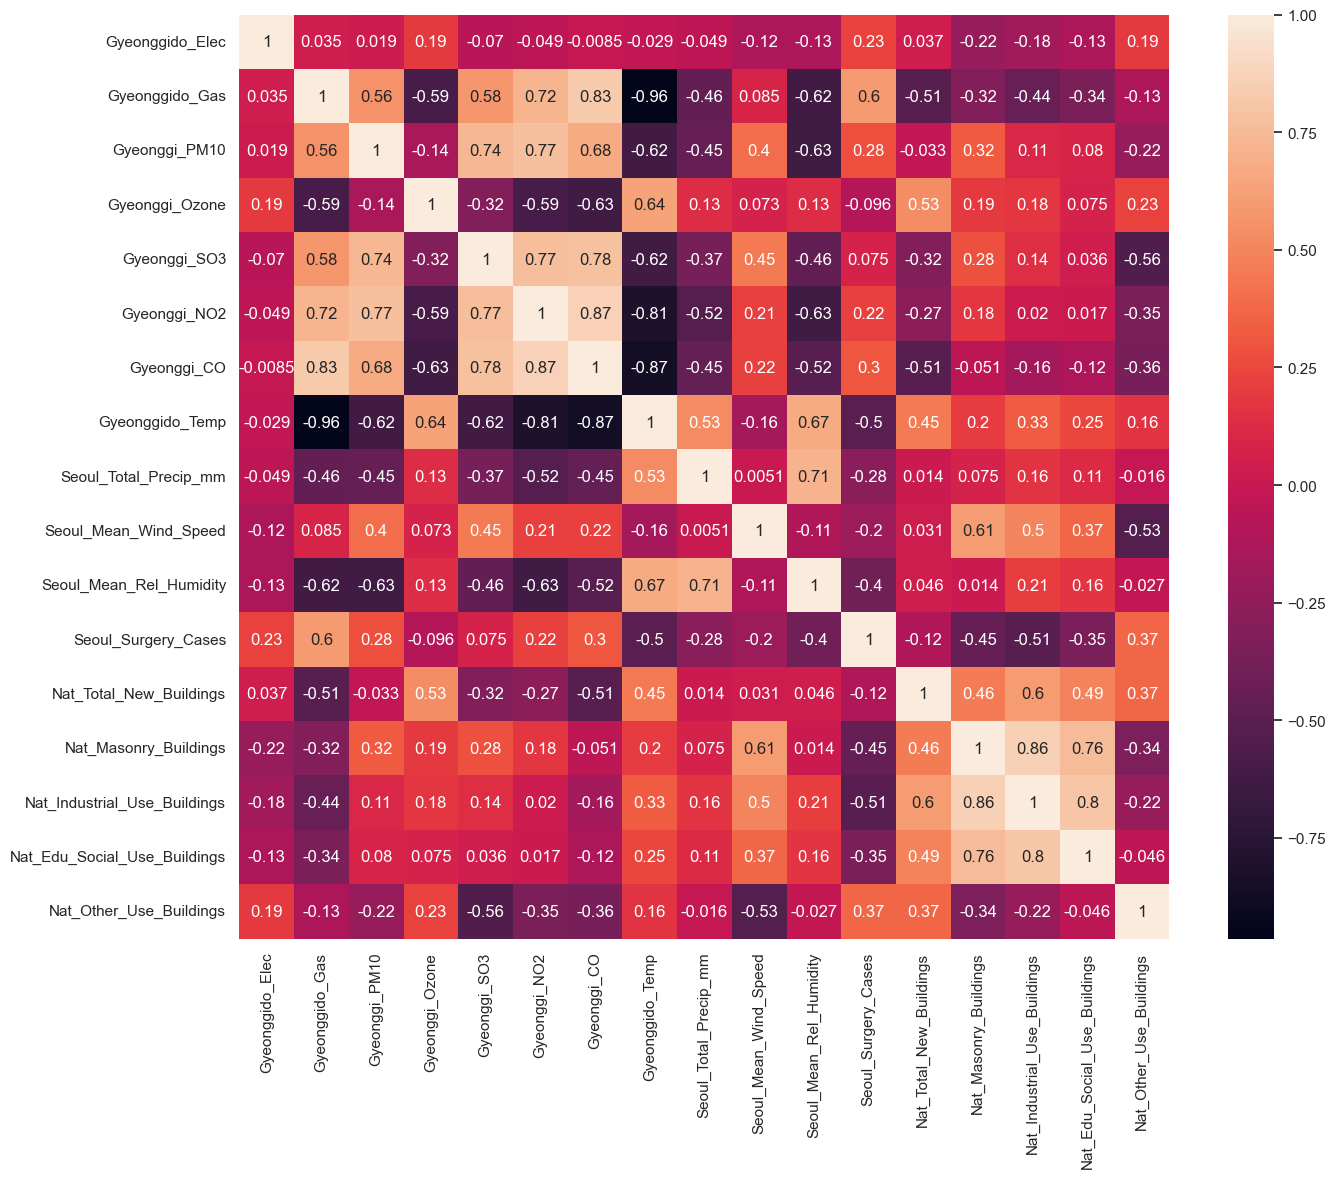 Gyeonggido_Elec 1 0.035 0.019 0.19 -0.07 -0.049 -0.0085 -0.029 -0.049 -0.12 -0.13 0.23 0.037 -0.22 -0.18 -0.13 0.19
Gyeonggido_Gas 0.035 1 0.56 -0.59 0.58 0.72 0.83 -0.96 -0.46 0.085 -0.62 0.6 -0.51 -0.32 -0.44 -0.34 -0.13
Gyeonggi_PM10 0.019 0.56 1 -0.14 0.74 0.77 0.68 -0.62 -0.45 0.4 -0.63 0.28 -0.033 0.32 0.11 0.08 -0.22
Gyeonggi_Ozone 0.19 -0.59 -0.14 1 -0.32 -0.59 -0.63 0.64 0.13 0.073 0.13 -0.096 0.53 0.19 0.18 0.075 0.23
Gyeonggi_SO3 -0.07 0.58 0.74 -0.32 1 0.77 0.78 -0.62 -0.37 0.45 -0.46 0.075 -0.32 0.28 0.14 0.036 -0.56
Gyeonggi_NO2 -0.049 0.72 0.77 -0.59 0.77 1 0.87 -0.81 -0.52 0.21 -0.63 0.22 -0.27 0.18 0.02 0.017 -0.35
Gyeonggi_CO -0.0085 0.83 0.68 -0.63 0.78 0.87 1 -0.87 -0.45 0.22 -0.52 0.3 -0.51 -0.051 -0.16 -0.12 -0.36
Gyeonggido_Temp -0.029 -0.96 -0.62 0.64 -0.62 -0.81 -0.87 1 0.53 -0.16 0.67 -0.5 0.45 0.2 0.33 0.25 0.16
Seoul_Total_Precip_mm -0.049 -0.46 -0.45 0.13 -0.37 -0.52 -0.45 0.53 1 0.0051 0.71 -0.28 0.014 0.075 0.16 0.11 -0.016
Seoul_Mean_Wind_Speed -0.12 0.085 0.4 0.073 0.45 0.21 0.22 -0.16 0.0051 1 -0.11 -0.2 0.031 0.61 0.5 0.37 -0.53
Seoul_Mean_Rel_Humidity -0.13 -0.62 -0.63 0.13 -0.46 -0.63 -0.52 0.67 0.71 -0.11 1 -0.4 0.046 0.014 0.21 0.16 -0.027
Seoul_Surgery_Cases 0.23 0.6 0.28 -0.096 0.075 0.22 0.3 -0.5 -0.28 -0.2 -0.4 1 -0.12 -0.45 -0.51 -0.35 0.37
Nat_Total_New_Buildings 0.037 -0.51 -0.033 0.53 -0.32 -0.27 -0.51 0.45 0.014 0.031 0.046 -0.12 1 0.46 0.6 0.49 0.37
Nat_Masonry_Buildings -0.22 -0.32 0.32 0.19 0.28 0.18 -0.051 0.2 0.075 0.61 0.014 -0.45 0.46 1 0.86 0.76 -0.34
Nat_Industrial_Use_Buildings -0.18 -0.44 0.11 0.18 0.14 0.02 -0.16 0.33 0.16 0.5 0.21 -0.51 0.6 0.86 1 0.8 -0.22
Nat_Edu_Social_Use_Buildings -0.13 -0.34 0.08 0.075 0.036 0.017 -0.12 0.25 0.11 0.37 0.16 -0.35 0.49 0.76 0.8 1 -0.046
Nat_Other_Use_Buildings 0.19 -0.13 -0.22 0.23 -0.56 -0.35 -0.36 0.16 -0.016 -0.53 -0.027 0.37 0.37 -0.34 -0.22 -0.046 1
Gyeonggido_Elec
Gyeonggido_Gas
Gyeonggi_PM10
Gyeonggi_Ozone
Gyeonggi_SO3
Gyeonggi_NO2
Gyeonggi_CO
Gyeonggido_Temp
Seoul_Total_Precip_mm
Seoul_Mean_Wind_Speed
Seoul_Mean_Rel_Humidity
Seoul_Surgery_Cases
Nat_Total_New_Buildings
Nat_Masonry_Buildings
Nat_Industrial_Use_Buildings
Nat_Edu_Social_Use_Buildings
Nat_Other_Use_Buildings
1.00
0.75
0.50
0.25
0.00
−0.25
−0.50
−0.75